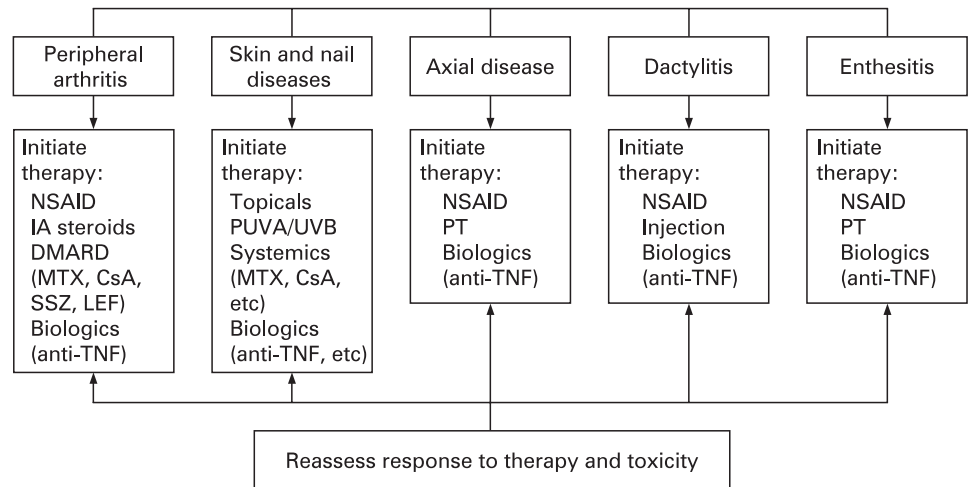 Peripheral
arthritis
Skin and nail
diseases
Axial disease
Dactylitis
Enthesitis
Initiate
therapy:
NSAID
IA steroids
DMARD
(MTX, CsA,
SSZ, LEF)
Biologics
(anti-TNF)
Initiate
therapy:
Topicals
PUVA/UVB
Systemics
(MTX, CsA,
etc)
Biologics
(anti-TNF, etc)
Initiate
therapy:
NSAID
PT
Biologics
(anti-TNF)
Initiate
therapy:
NSAID
Injection
Biologics
(anti-TNF)
Initiate
therapy:
NSAID
PT
Biologics
(anti-TNF)
Reassess response to therapy and toxicity